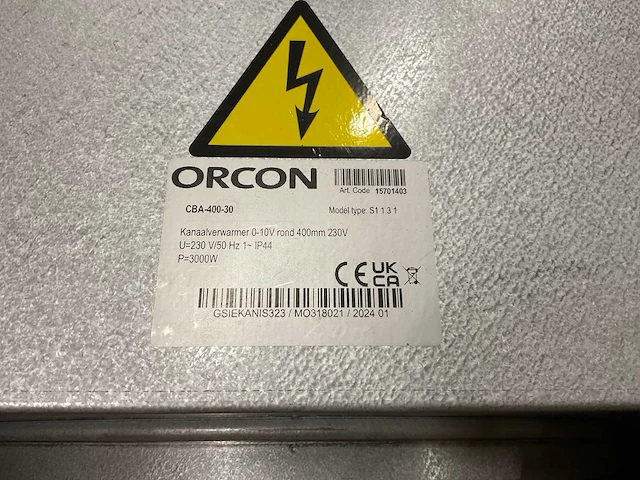 ORCON
Art. Code 15701403
CBA-400-30 Model type: S1 1 3 1
Kanaalverwarmer 0-10V rond 400mm 230V
U=230 V/50 Hz 1~ IP44
P=3000W
CE UK CA
GSIEKANIS323 / MO318021 / 2024 01